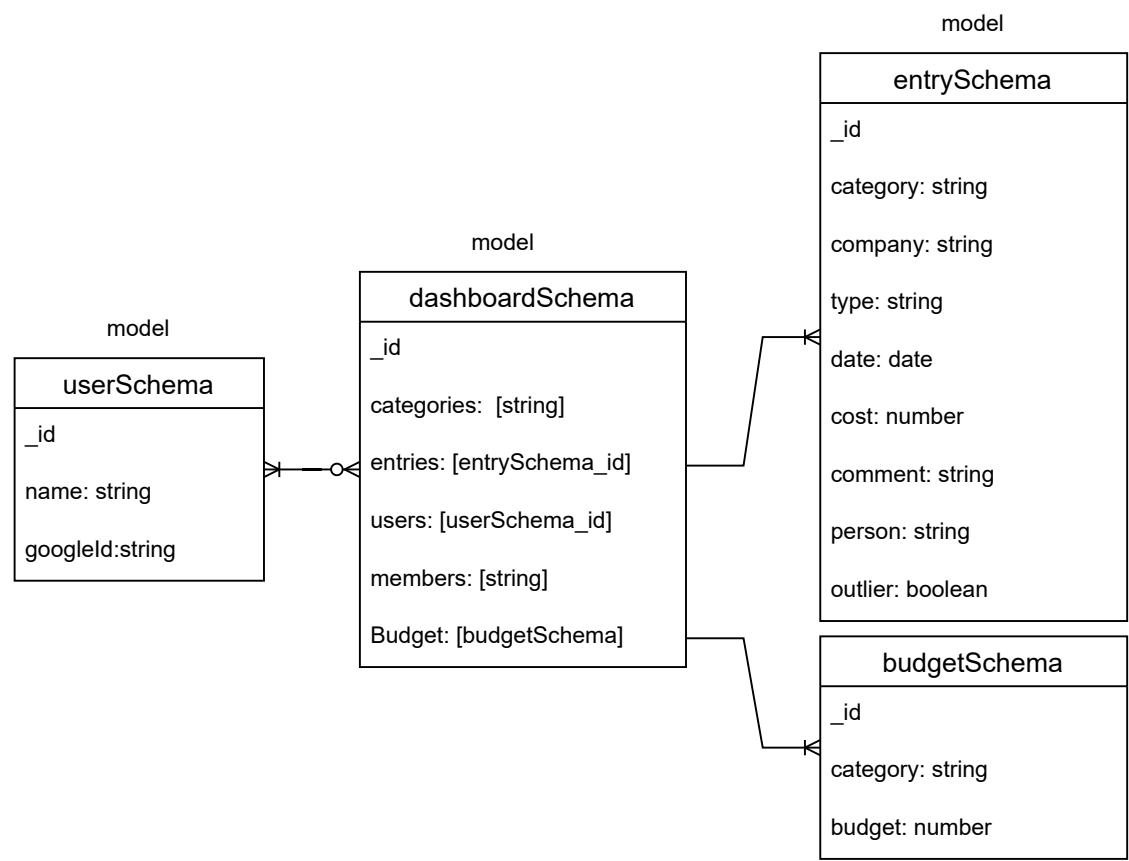 model
userSchema
_id
name: string
googleId:string
model
dashboardSchema
_id
categories:  [string]
entries: [entrySchema_id]
users: [userSchema_id]
members: [string]
Budget: [budgetSchema]
model
entrySchema
_id
category: string
company: string
type: string
date: date
cost: number
comment: string
person: string
outlier: boolean
budgetSchema
_id
category: string
budget: number